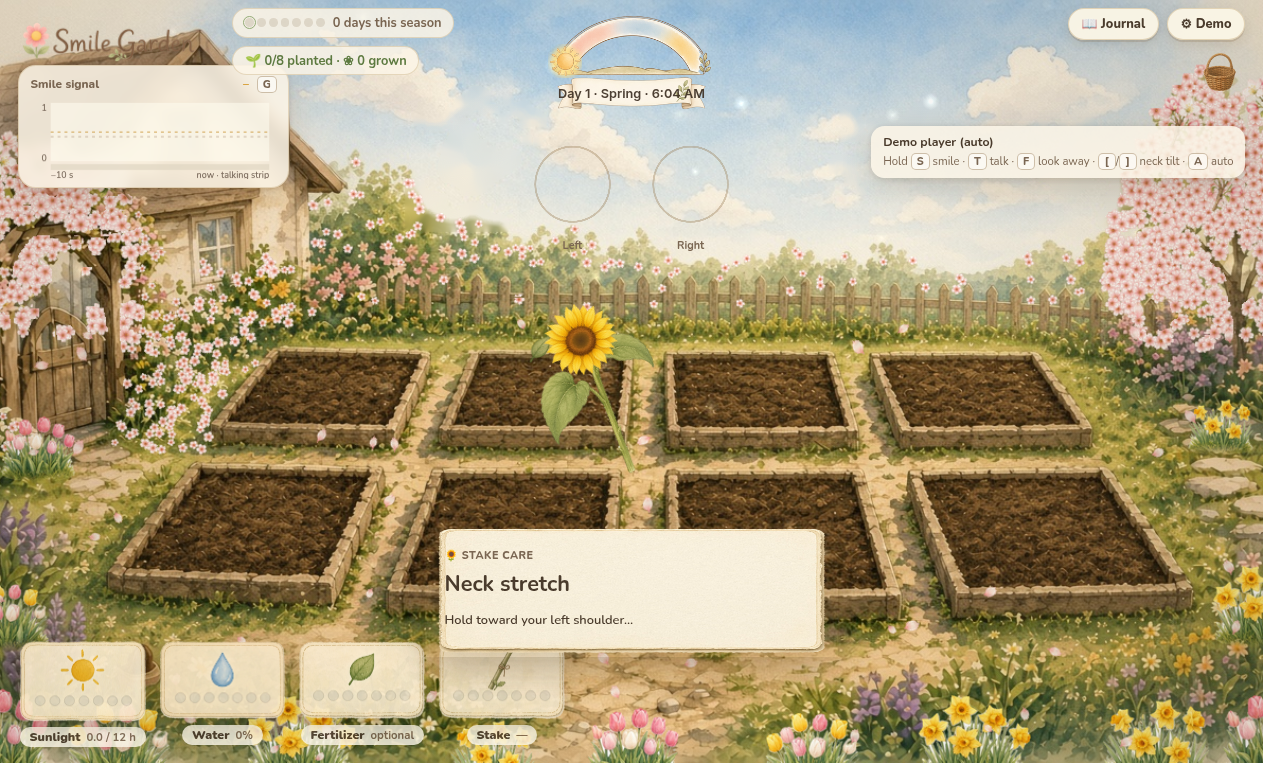 Smile Gard
0 days this season
🌱 0/8 planted · ❀ 0 grown
Smile signal
–
G
1
0
−10 s
now · talking strip
Day 1 · Spring · 6:04 AM
📖 Journal
⚙ Demo
Demo player (auto)
Hold S smile · T talk · F look away · [ / ] neck tilt · A auto
Left
Right
🌻 STAKE CARE
Neck stretch
Hold toward your left shoulder…
Sunlight 0.0 / 12 h
Water 0%
Fertilizer optional
Stake —